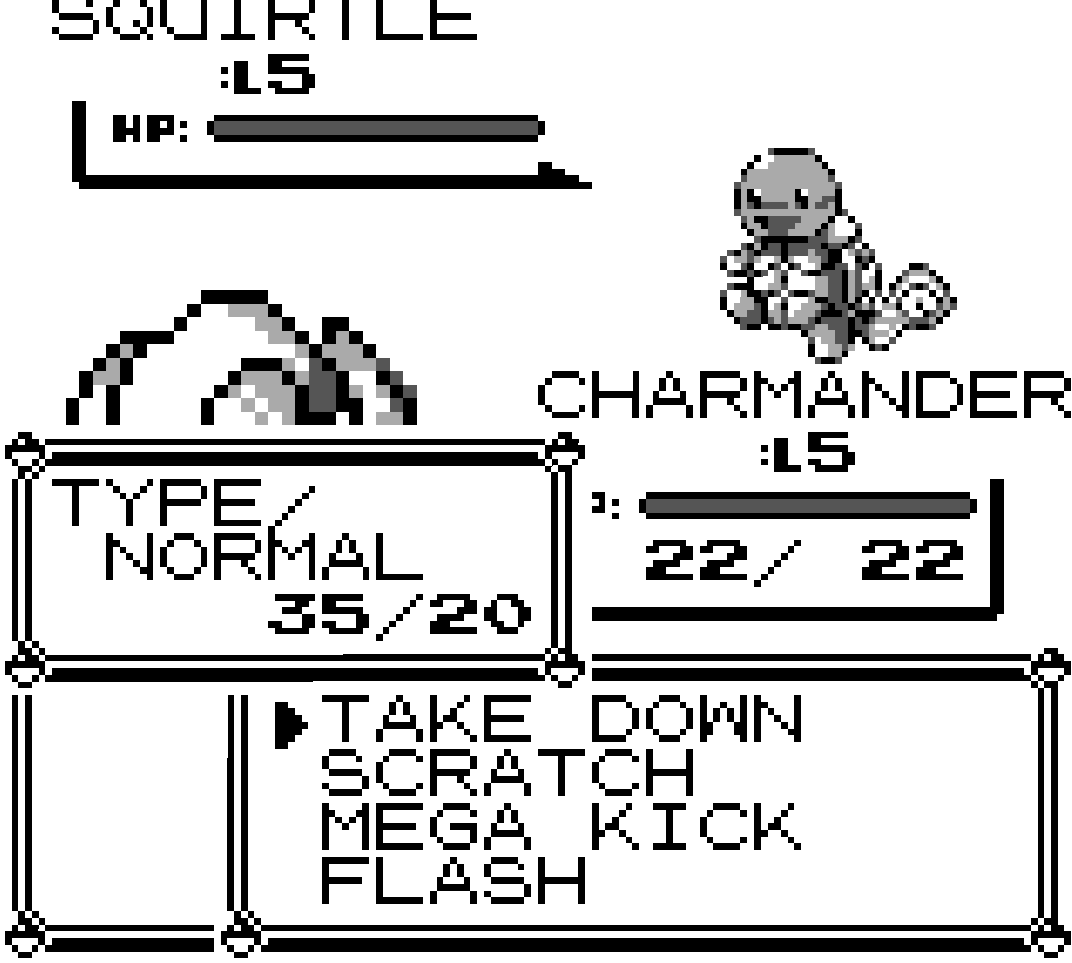 SQUIRTLE
:L5
HP:
CHARMANDER
:L5
P:
22/ 22
TYPE/
NORMAL
35/20
TAKE DOWN
SCRATCH
MEGA KICK
FLASH